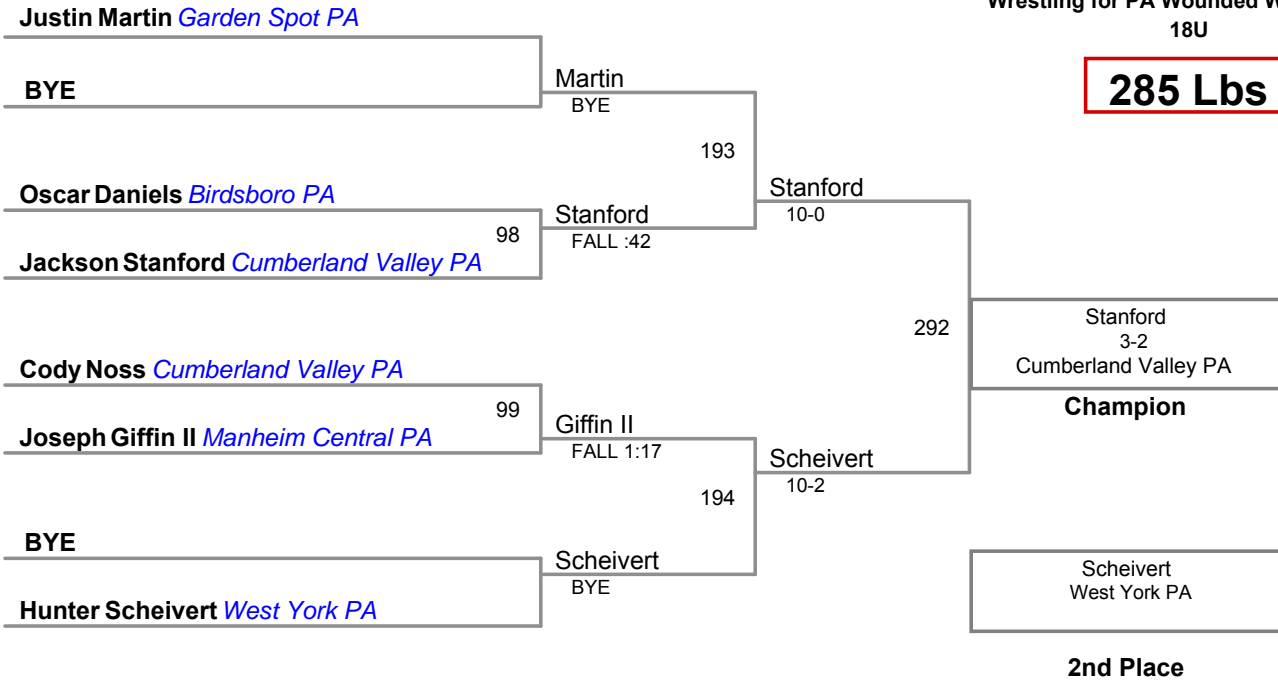 Justin Martin Garden Spot PA
BYE
Oscar Daniels Birdsboro PA
98
Jackson Stanford Cumberland Valley PA
Cody Noss Cumberland Valley PA
99
Joseph Giffin II Manheim Central PA
BYE
Hunter Scheivert West York PA
Martin
BYE
193
Stanford
FALL :42
Giffin II
FALL 1:17
194
Scheivert
BYE
Stanford
10-0
292
Scheivert
10-2
Wrestling for PA Wounded
18U
285 Lbs
Stanford
3-2
Cumberland Valley PA
Champion
Scheivert
West York PA
2nd Place